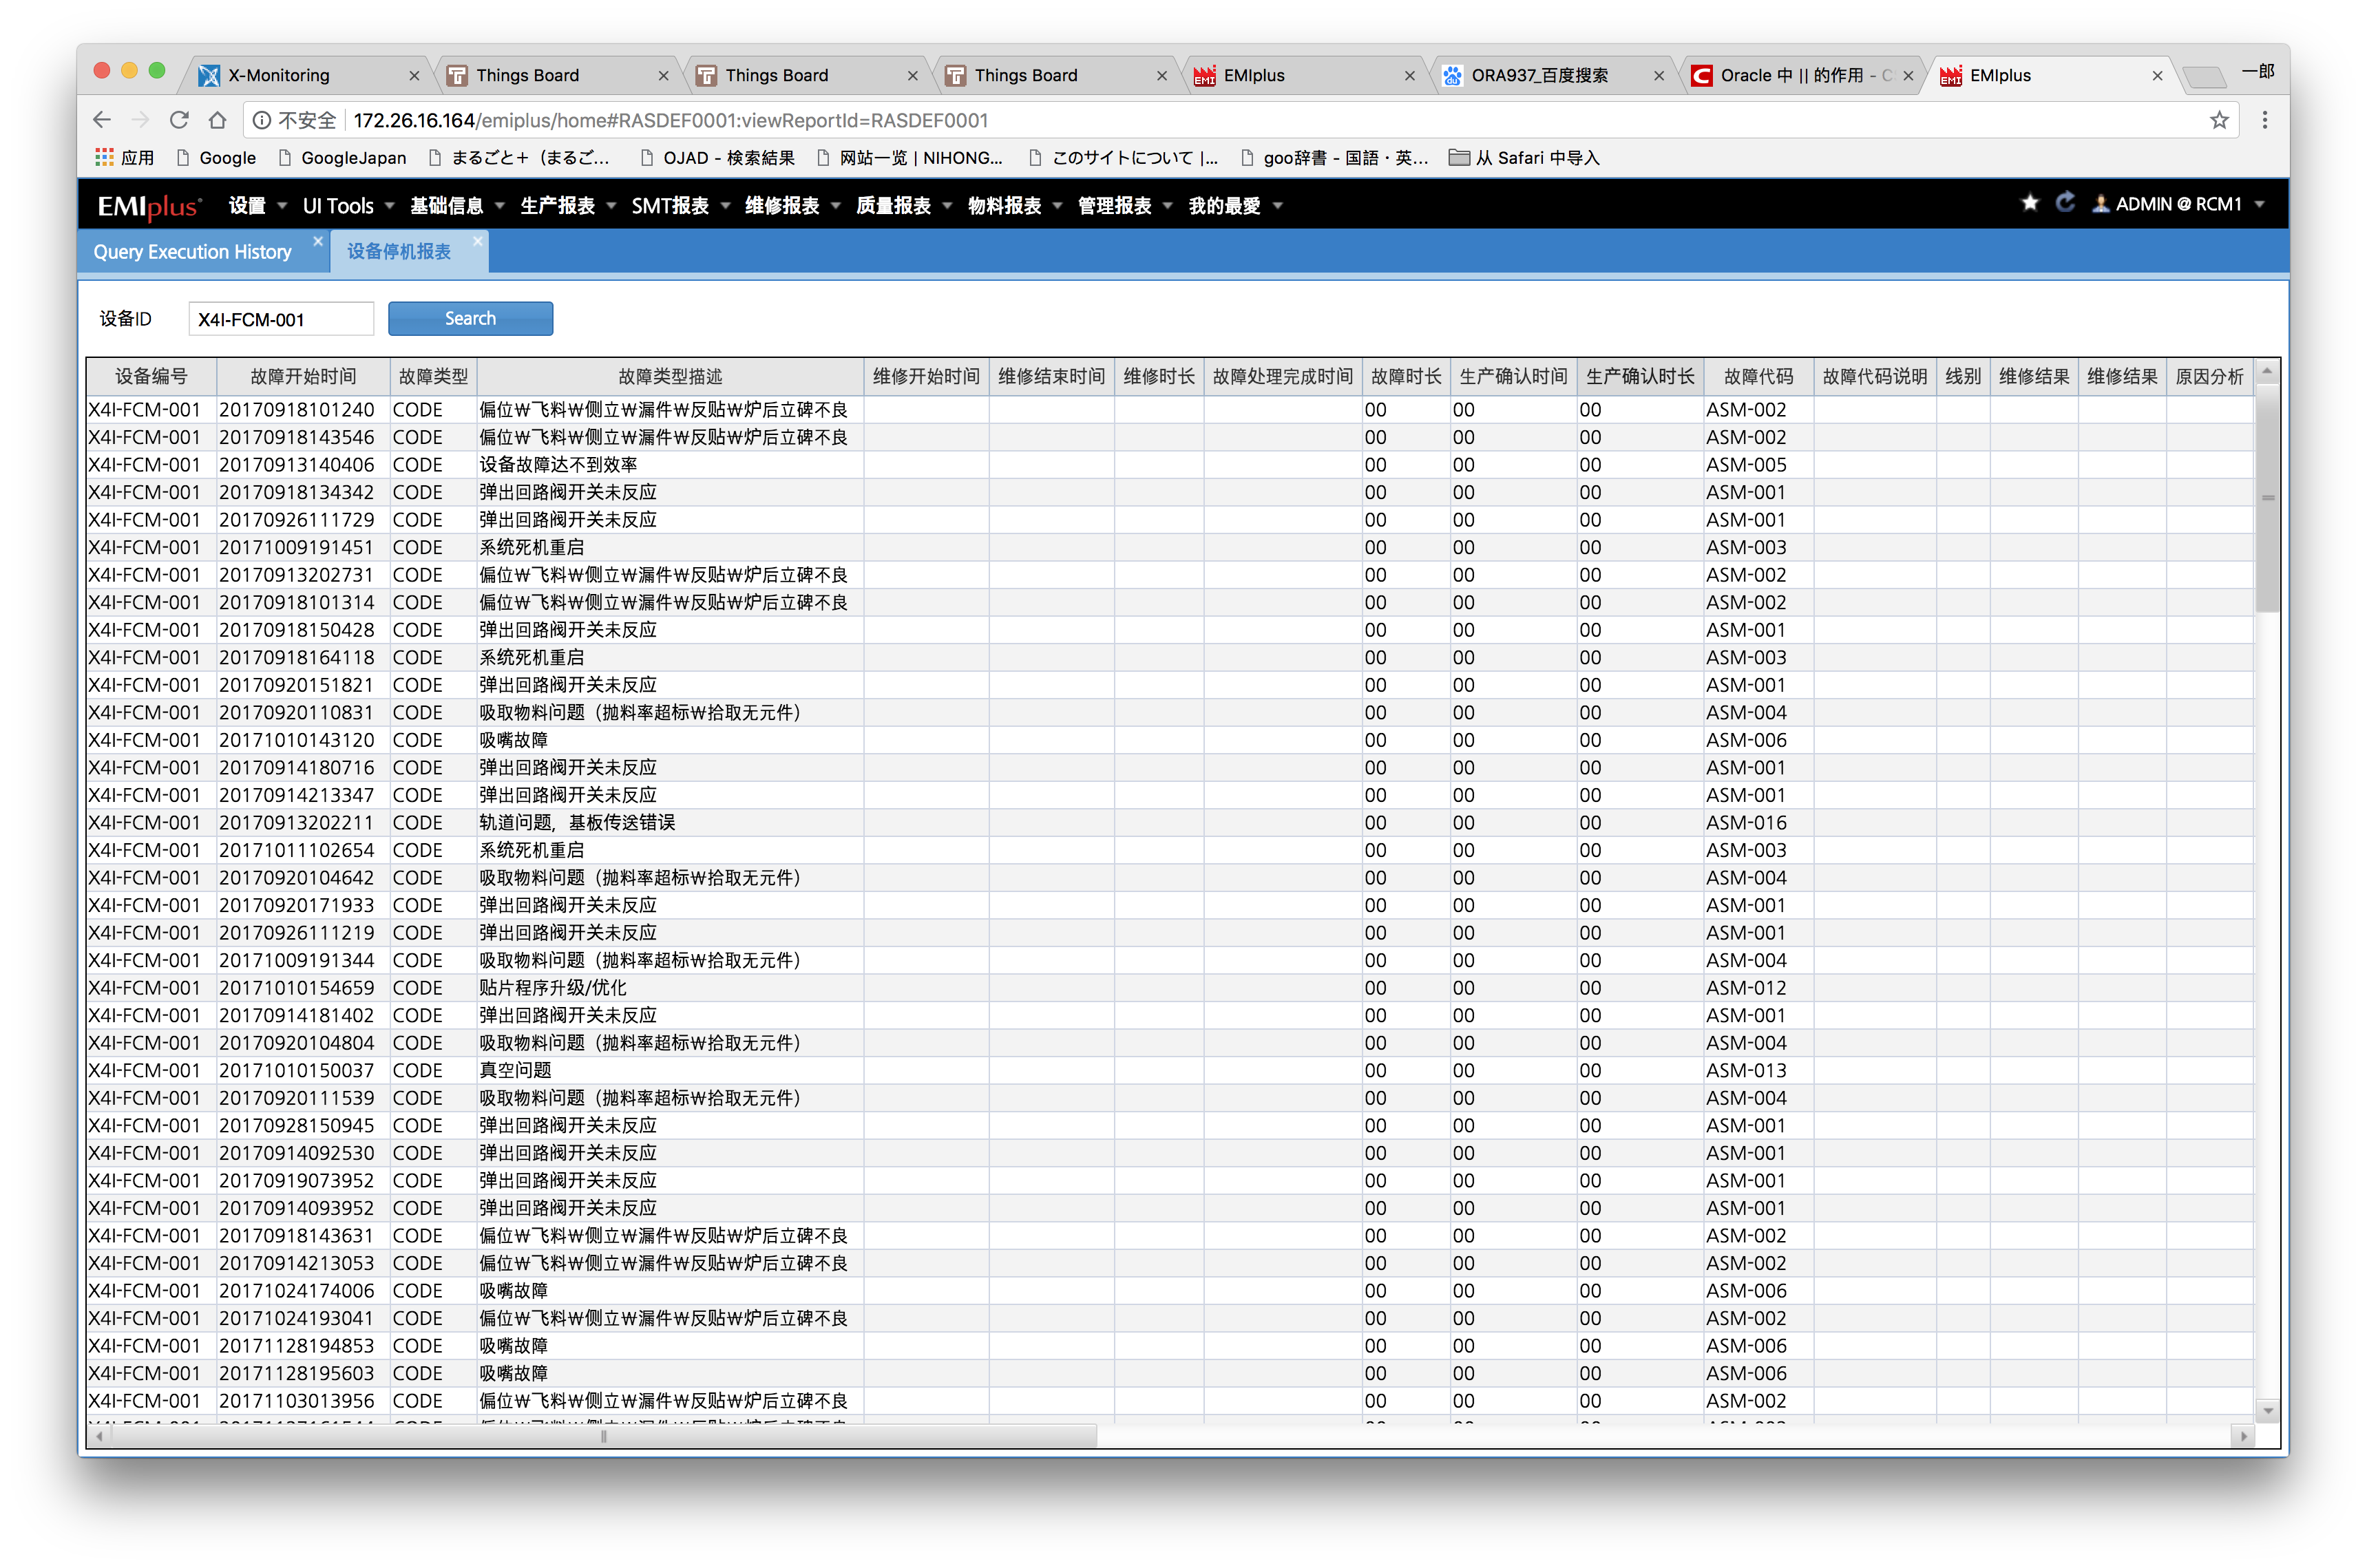 X-Monitoring Things Board Things Board Things Board EMIplus ORA937_百度搜索 Oracle 中 || 的作用 - C EMIplus 一郎
不安全 172.26.16.164/emiplus/home#RASDEF0001:viewReportId=RASDEF0001
应用 Google GoogleJapan まるごと+（まるご... OJAD - 検索結果 网站一览 | NIHONG... このサイトについて |... goo辞書 - 国語・英... 从 Safari 中导入
EMIplus 设置 UI Tools 基础信息 生产报表 SMT报表 维修报表 质量报表 物料报表 管理报表 我的最愛 ADMIN @ RCM1
Query Execution History 设备停机报表
设备ID X4I-FCM-001 Search
设备编号 故障开始时间 故障类型 故障类型描述 维修开始时间 维修结束时间 维修时长 故障处理完成时间 故障时长 生产确认时间 生产确认时长 故障代码 故障代码说明 线别 维修结果 维修结果 原因分析
X4I-FCM-001 20170918101240 CODE 偏位₩飞料₩侧立₩漏件₩反贴₩炉后立碑不良 00 00 00 ASM-002
X4I-FCM-001 20170918143546 CODE 偏位₩飞料₩侧立₩漏件₩反贴₩炉后立碑不良 00 00 00 ASM-002
X4I-FCM-001 20170913140406 CODE 设备故障达不到效率 00 00 00 ASM-005
X4I-FCM-001 20170918134342 CODE 弹出回路阀开关未反应 00 00 00 ASM-001
X4I-FCM-001 20170926111729 CODE 弹出回路阀开关未反应 00 00 00 ASM-001
X4I-FCM-001 20171009191451 CODE 系统死机重启 00 00 00 ASM-003
X4I-FCM-001 20170913202731 CODE 偏位₩飞料₩侧立₩漏件₩反贴₩炉后立碑不良 00 00 00 ASM-002
X4I-FCM-001 20170918101314 CODE 偏位₩飞料₩侧立₩漏件₩反贴₩炉后立碑不良 00 00 00 ASM-002
X4I-FCM-001 20170918150428 CODE 弹出回路阀开关未反应 00 00 00 ASM-001
X4I-FCM-001 20170918164118 CODE 系统死机重启 00 00 00 ASM-003
X4I-FCM-001 20170920151821 CODE 弹出回路阀开关未反应 00 00 00 ASM-001
X4I-FCM-001 20170920110831 CODE 吸取物料问题（抛料率超标₩拾取无元件） 00 00 00 ASM-004
X4I-FCM-001 20171010143120 CODE 吸嘴故障 00 00 00 ASM-006
X4I-FCM-001 20170914180716 CODE 弹出回路阀开关未反应 00 00 00 ASM-001
X4I-FCM-001 20170914213347 CODE 弹出回路阀开关未反应 00 00 00 ASM-001
X4I-FCM-001 20170913202211 CODE 轨道问题，基板传送错误 00 00 00 ASM-016
X4I-FCM-001 20171011102654 CODE 系统死机重启 00 00 00 ASM-003
X4I-FCM-001 20170920104642 CODE 吸取物料问题（抛料率超标₩拾取无元件） 00 00 00 ASM-004
X4I-FCM-001 20170920171933 CODE 弹出回路阀开关未反应 00 00 00 ASM-001
X4I-FCM-001 20170926111219 CODE 弹出回路阀开关未反应 00 00 00 ASM-001
X4I-FCM-001 20171009191344 CODE 吸取物料问题（抛料率超标₩拾取无元件） 00 00 00 ASM-004
X4I-FCM-001 20171010154659 CODE 贴片程序升级/优化 00 00 00 ASM-012
X4I-FCM-001 20170914181402 CODE 弹出回路阀开关未反应 00 00 00 ASM-001
X4I-FCM-001 20170920104804 CODE 吸取物料问题（抛料率超标₩拾取无元件） 00 00 00 ASM-004
X4I-FCM-001 20171010150037 CODE 真空问题 00 00 00 ASM-013
X4I-FCM-001 20170920111539 CODE 吸取物料问题（抛料率超标₩拾取无元件） 00 00 00 ASM-004
X4I-FCM-001 20170928150945 CODE 弹出回路阀开关未反应 00 00 00 ASM-001
X4I-FCM-001 20170914092530 CODE 弹出回路阀开关未反应 00 00 00 ASM-001
X4I-FCM-001 20170919073952 CODE 弹出回路阀开关未反应 00 00 00 ASM-001
X4I-FCM-001 20170914093952 CODE 弹出回路阀开关未反应 00 00 00 ASM-001
X4I-FCM-001 20170918143631 CODE 偏位₩飞料₩侧立₩漏件₩反贴₩炉后立碑不良 00 00 00 ASM-002
X4I-FCM-001 20170914213053 CODE 偏位₩飞料₩侧立₩漏件₩反贴₩炉后立碑不良 00 00 00 ASM-002
X4I-FCM-001 20171024174006 CODE 吸嘴故障 00 00 00 ASM-006
X4I-FCM-001 20171024193041 CODE 偏位₩飞料₩侧立₩漏件₩反贴₩炉后立碑不良 00 00 00 ASM-002
X4I-FCM-001 20171128194853 CODE 吸嘴故障 00 00 00 ASM-006
X4I-FCM-001 20171128195603 CODE 吸嘴故障 00 00 00 ASM-006
X4I-FCM-001 20171103013956 CODE 偏位₩飞料₩侧立₩漏件₩反贴₩炉后立碑不良 00 00 00 ASM-002